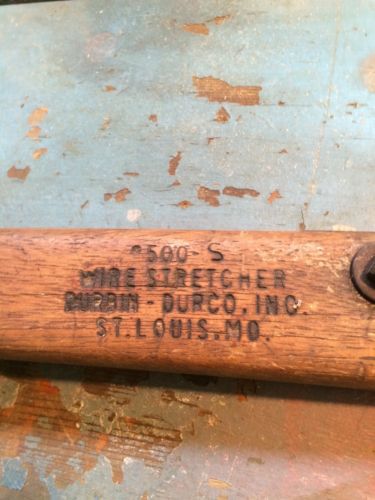 500-S
WIRE STRETCHER
DURBIN-DURCO, INC.
ST. LOUIS, MO.